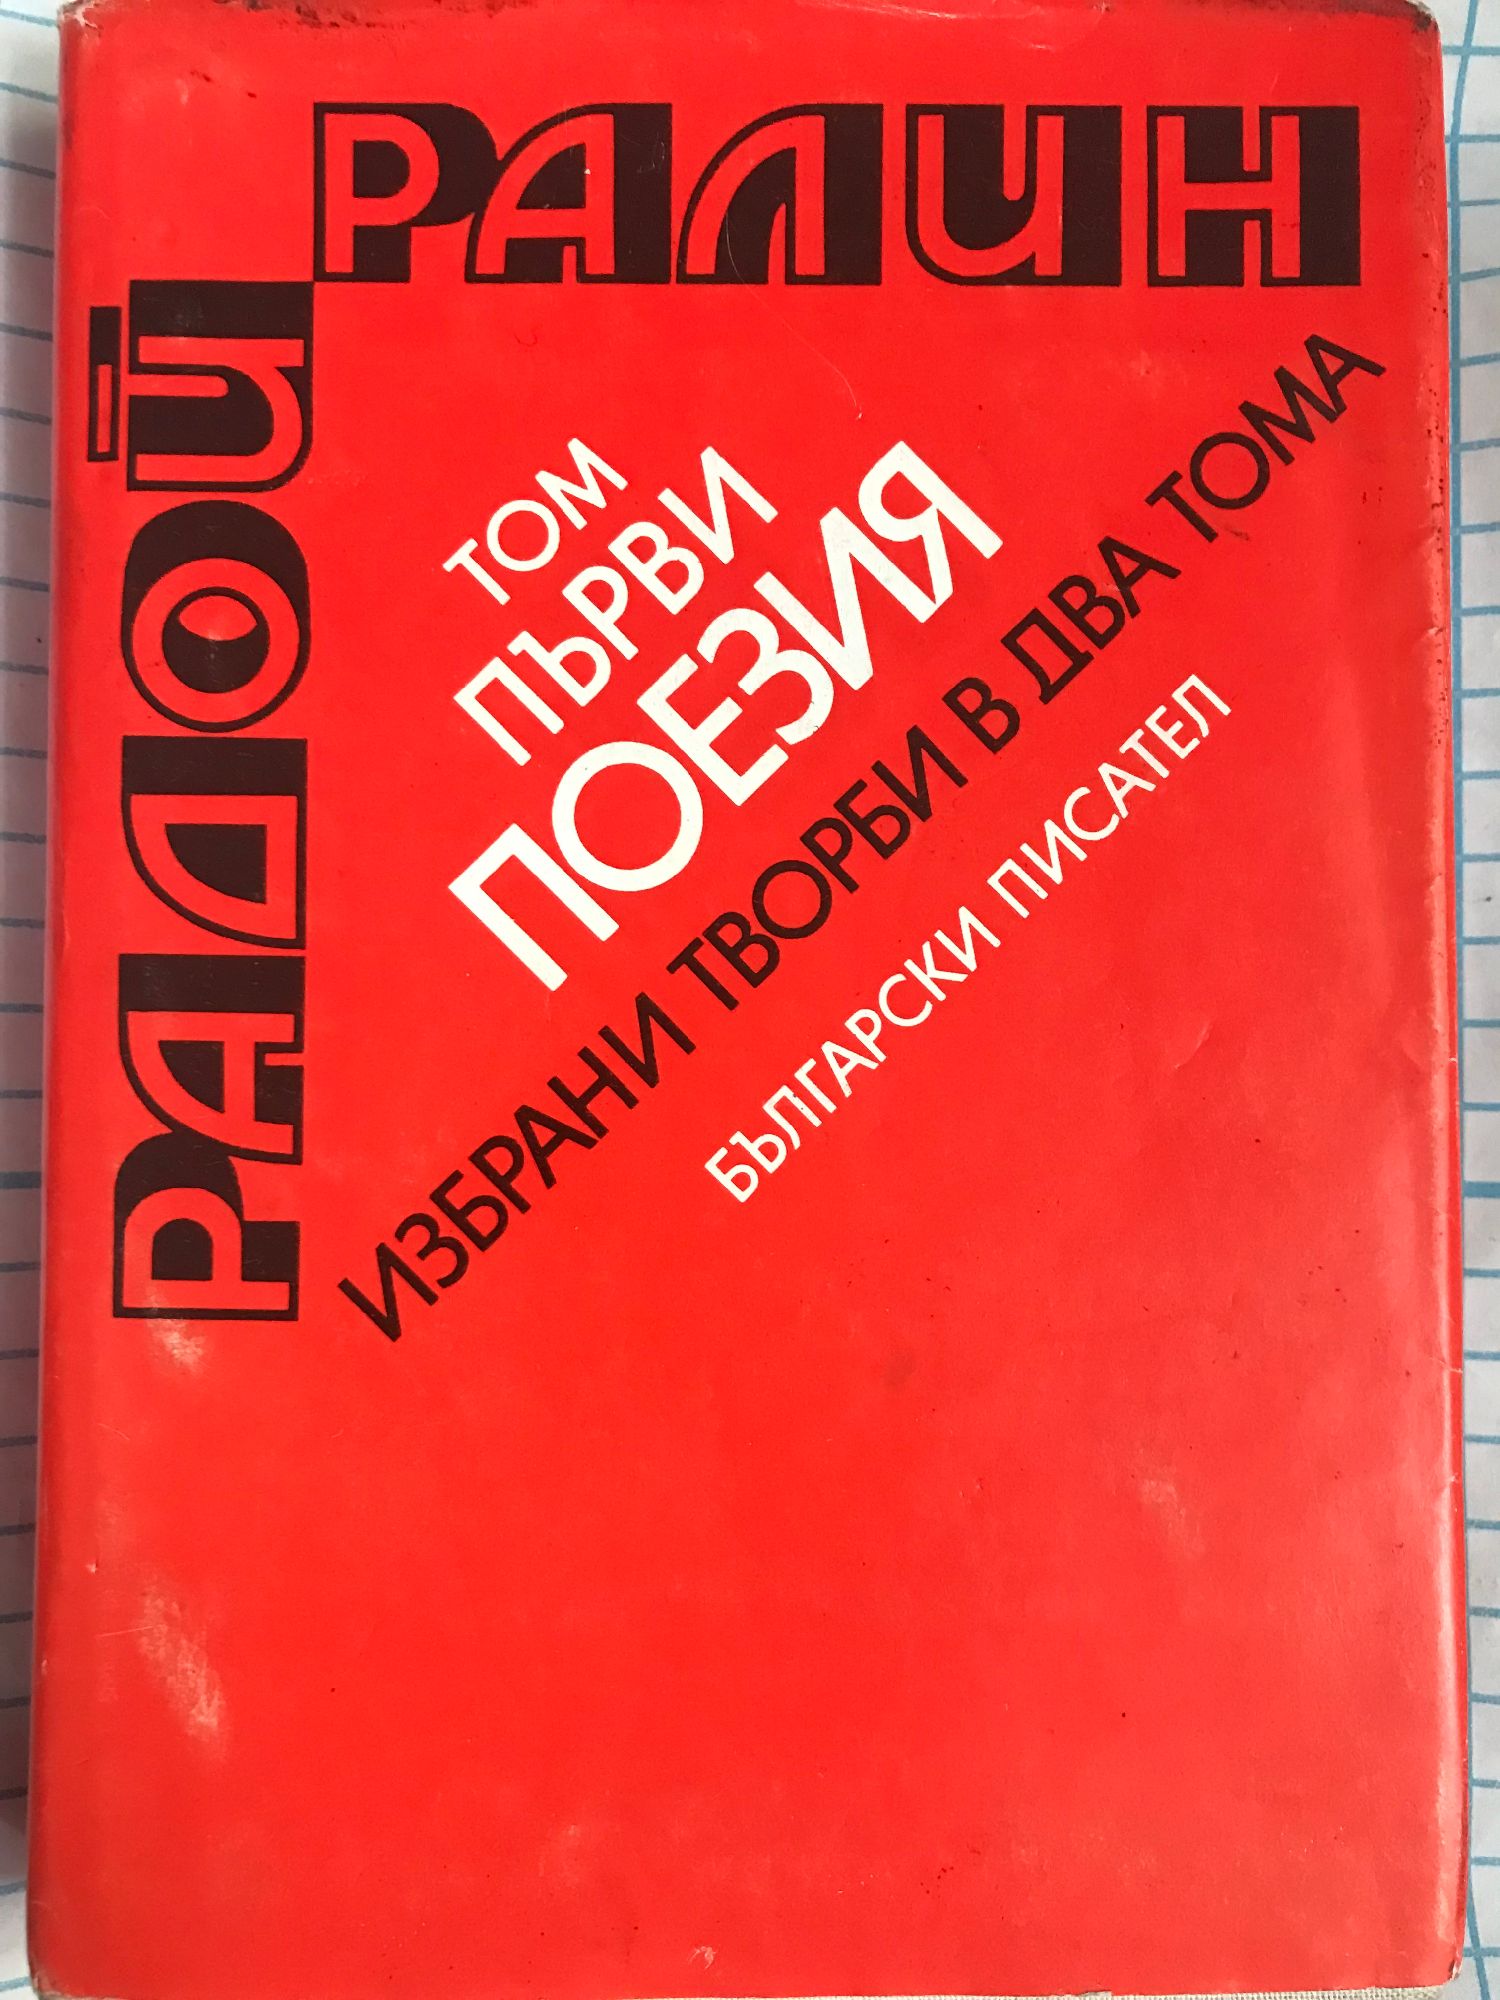 РАДОЙ
РАЛИН
ТОМ
ПЪРВИ
ПОЕЗИЯ
ИЗБРАНИ ТВОРБИ В ДВА ТОМА
БЪЛГАРСКИ ПИСАТЕЛ